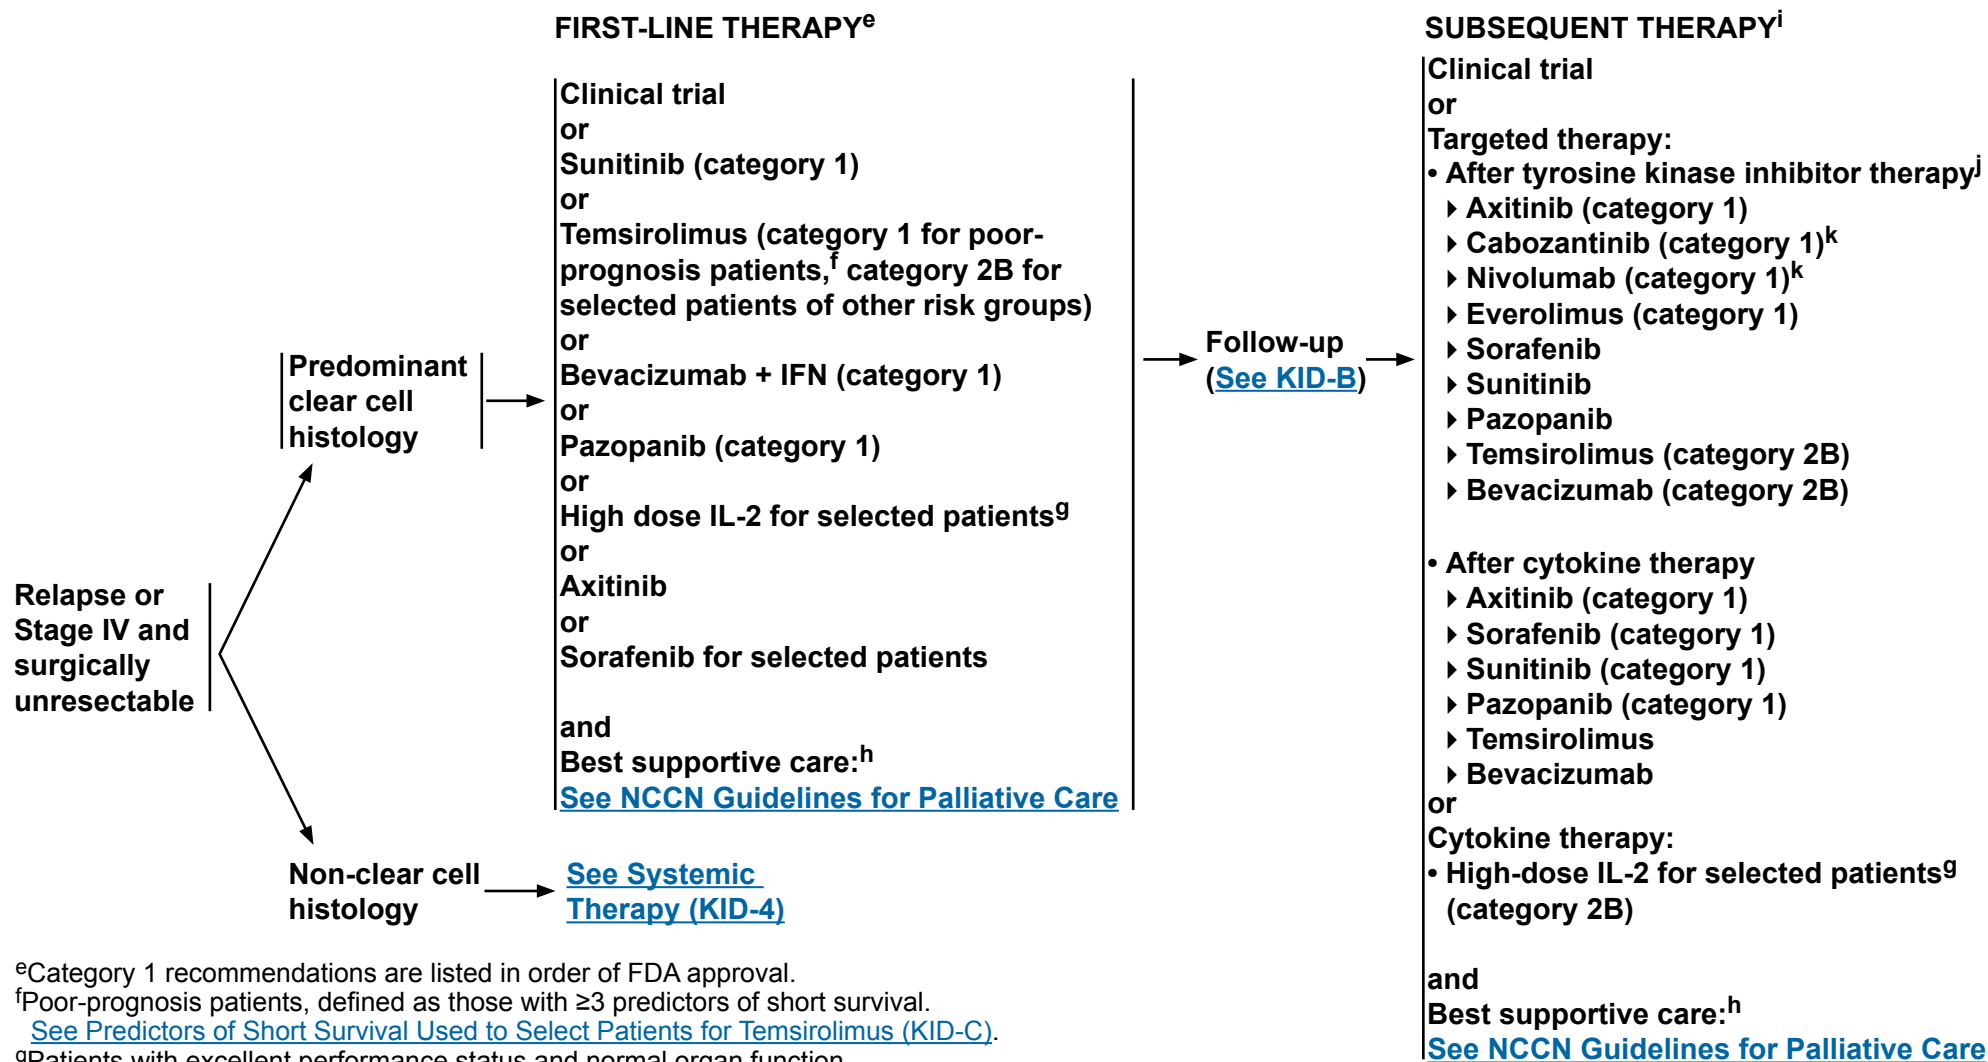 FIRST-LINE THERAPYe
Clinical trial
or
Sunitinib (category 1)
or
Temsirolimus (category 1 for poor-
prognosis patients,f category 2B for
selected patients of other risk groups)
or
Bevacizumab + IFN (category 1)
or
Pazopanib (category 1)
or
High dose IL-2 for selected patientsg
or
Axitinib
or
Sorafenib for selected patients
and
Best supportive care:h
See NCCN Guidelines for Palliative Care
Relapse or
Stage IV and
surgically
unresectable
Predominant
clear cell
histology
Non-clear cell
histology
See Systemic
Therapy (KID-4)
Follow-up
(See KID-B)
SUBSEQUENT THERAPYi
Clinical trial
or
Targeted therapy:
• After tyrosine kinase inhibitor therapyj
‣ Axitinib (category 1)
‣ Cabozantinib (category 1)k
‣ Nivolumab (category 1)k
‣ Everolimus (category 1)
‣ Sorafenib
‣ Sunitinib
‣ Pazopanib
‣ Temsirolimus (category 2B)
‣ Bevacizumab (category 2B)
• After cytokine therapy
‣ Axitinib (category 1)
‣ Sorafenib (category 1)
‣ Sunitinib (category 1)
‣ Pazopanib (category 1)
‣ Temsirolimus
‣ Bevacizumab
or
Cytokine therapy:
• High-dose IL-2 for selected patientsg
(category 2B)
and
Best supportive care:h
See NCCN Guidelines for Palliative Care
eCategory 1 recommendations are listed in order of FDA approval.
fPoor-prognosis patients, defined as those with ≥3 predictors of short survival.
See Predictors of Short Survival Used to Select Patients for Temsirolimus (KID-C).
gPatients with excellent performance status and normal organ function.